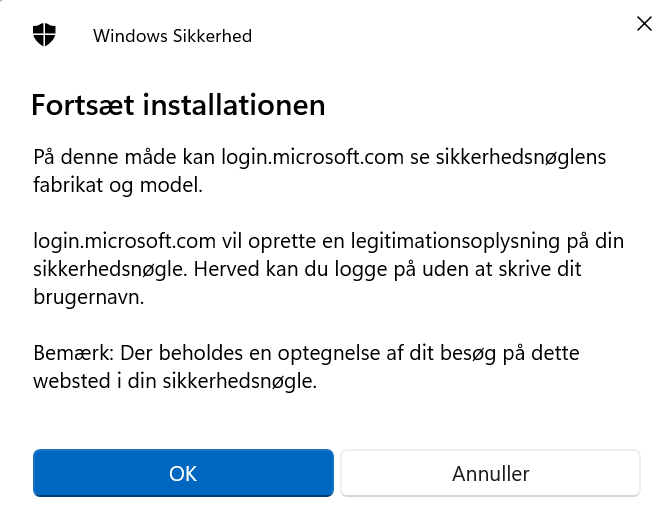 Windows Sikkerhed
Fortsæt installationen
På denne måde kan login.microsoft.com se sikkerhedsnøglens
fabrikat og model.
login.microsoft.com vil oprette en legitimationsoplysning på din
sikkerhedsnøgle. Herved kan du logge på uden at skrive dit
brugernavn.
Bemærk: Der beholdes en optegnelse af dit besøg på dette
websted i din sikkerhedsnøgle.
OK
Annuller